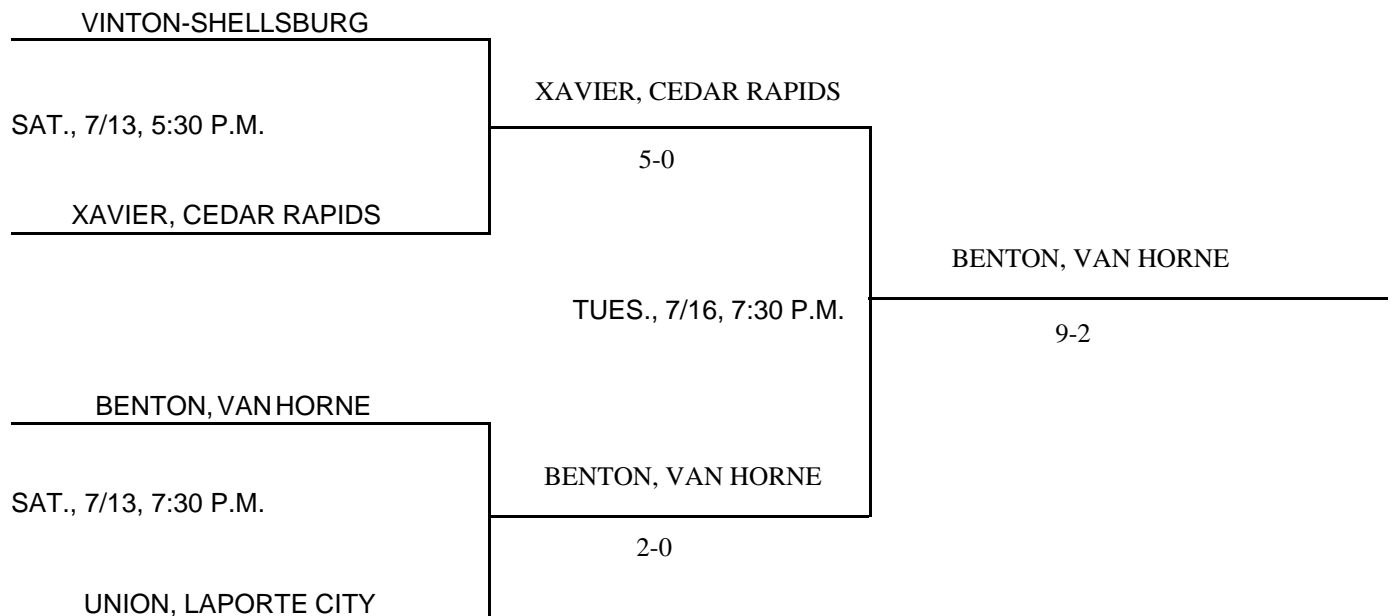 VINTON-SHELLSBURG
XAVIER, CEDAR RAPIDS
SAT., 7/13, 5:30 P.M.
5-0
XAVIER, CEDAR RAPIDS
BENTON, VAN HORNE
TUES., 7/16, 7:30 P.M.
9-2
BENTON, VAN HORNE
BENTON, VAN HORNE
SAT., 7/13, 7:30 P.M.
2-0
UNION, LAPORTE CITY